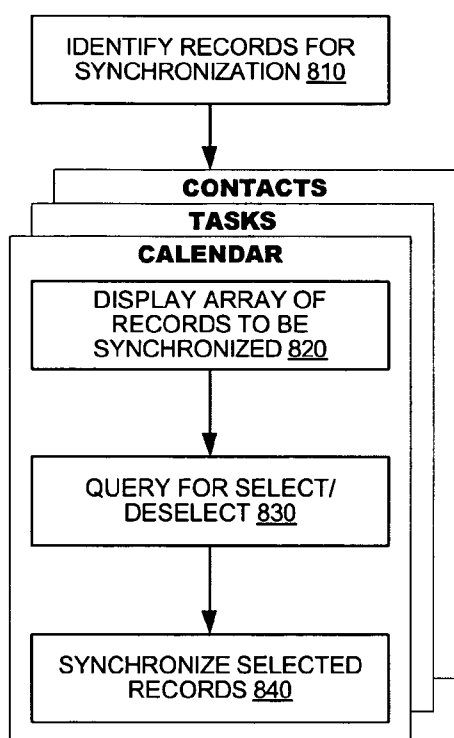 IDENTIFY RECORDS FOR
SYNCHRONIZATION 810
CONTACTS
TASKS
CALENDAR
DISPLAY ARRAY OF
RECORDS TO BE
SYNCHRONIZED 820
QUERY FOR SELECT/
DESELECT 830
SYNCHRONIZE SELECTED
RECORDS 840